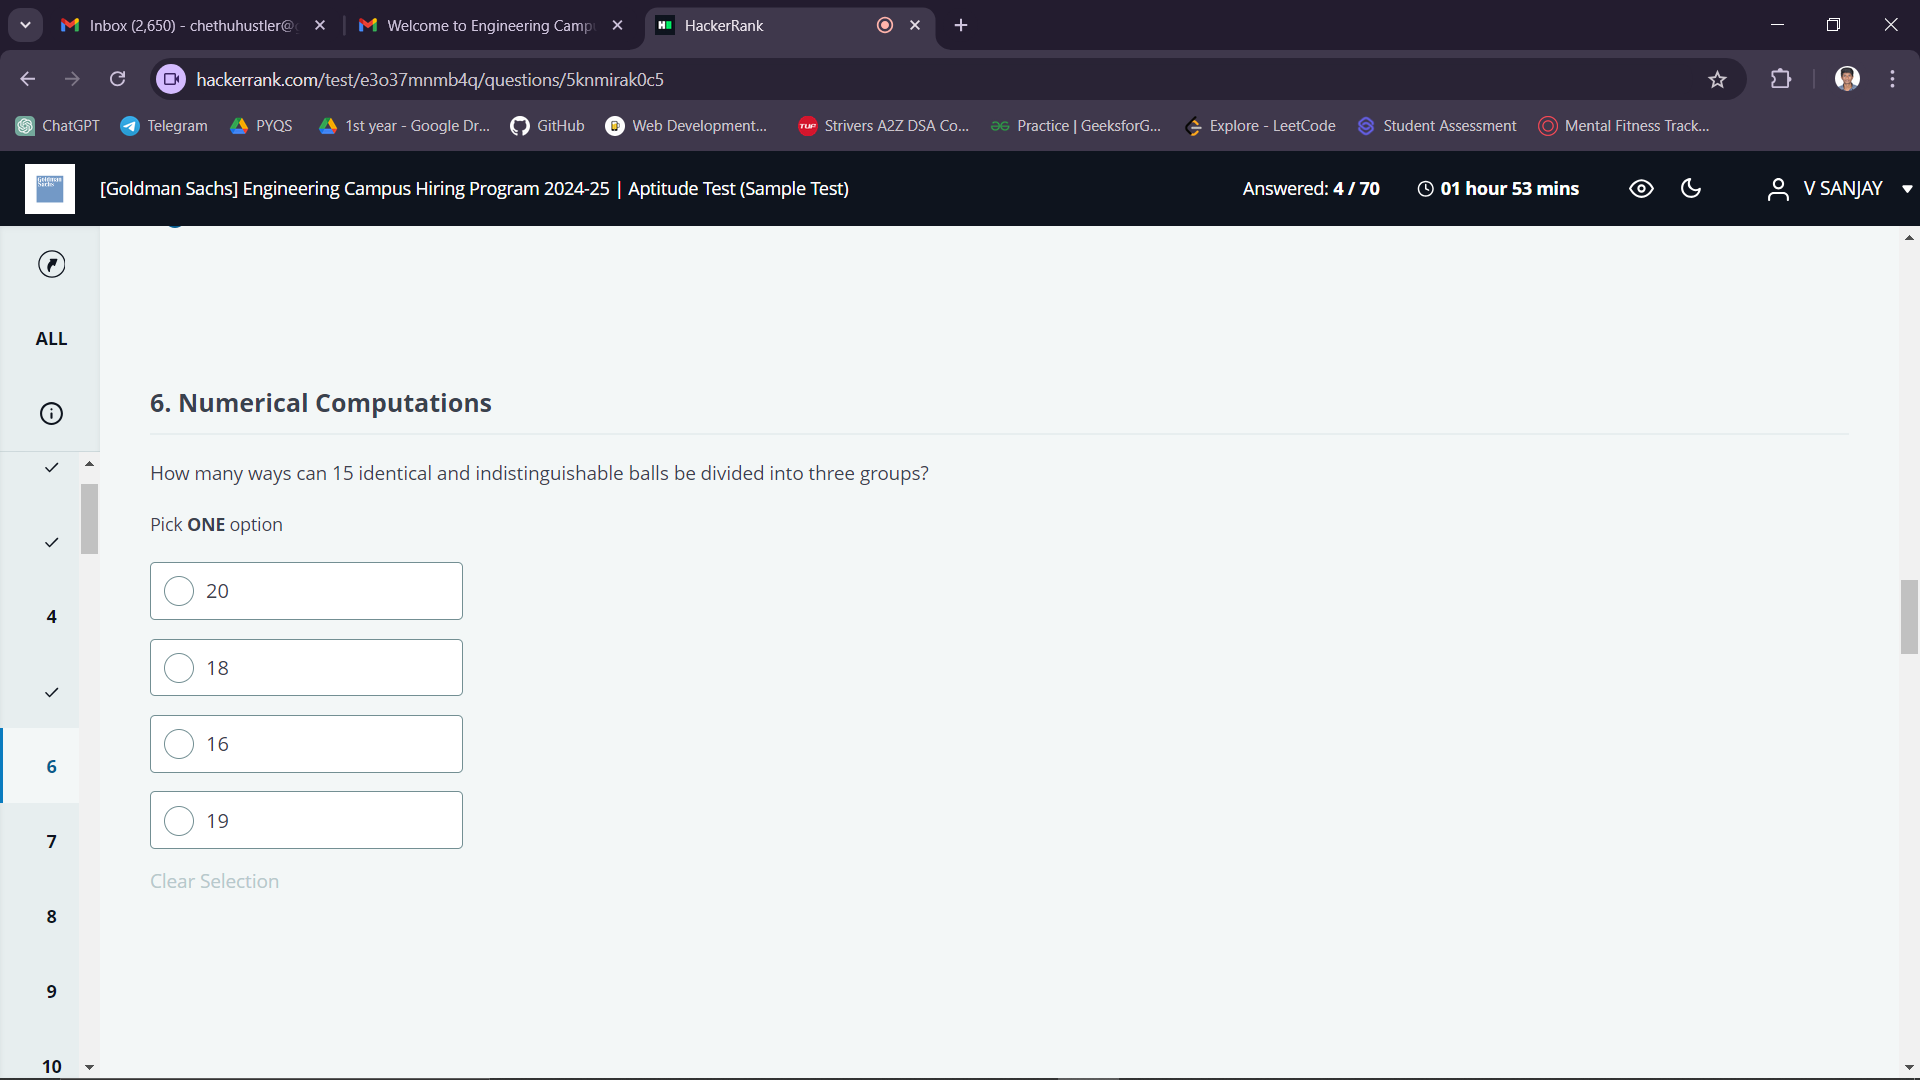 Inbox (2,650) - chethuhustler@g
Welcome to Engineering Camp
HackerRank
hackerrank.com/test/e3o37mnmb4q/questions/5knmirak0c5
ChatGPT
Telegram
PYQS
1st year - Google Dr...
GitHub
Web Development...
TUF Strivers A2Z DSA Co...
Practice | GeeksforG...
Explore - LeetCode
Student Assessment
Mental Fitness Track...
Goldman
Sachs
[Goldman Sachs] Engineering Campus Hiring Program 2024-25 | Aptitude Test (Sample Test)
Answered: 4 / 70
01 hour 53 mins
V SANJAY
ALL
4
6
7
8
9
10
6. Numerical Computations
How many ways can 15 identical and indistinguishable balls be divided into three groups?
Pick ONE option
20
18
16
19
Clear Selection